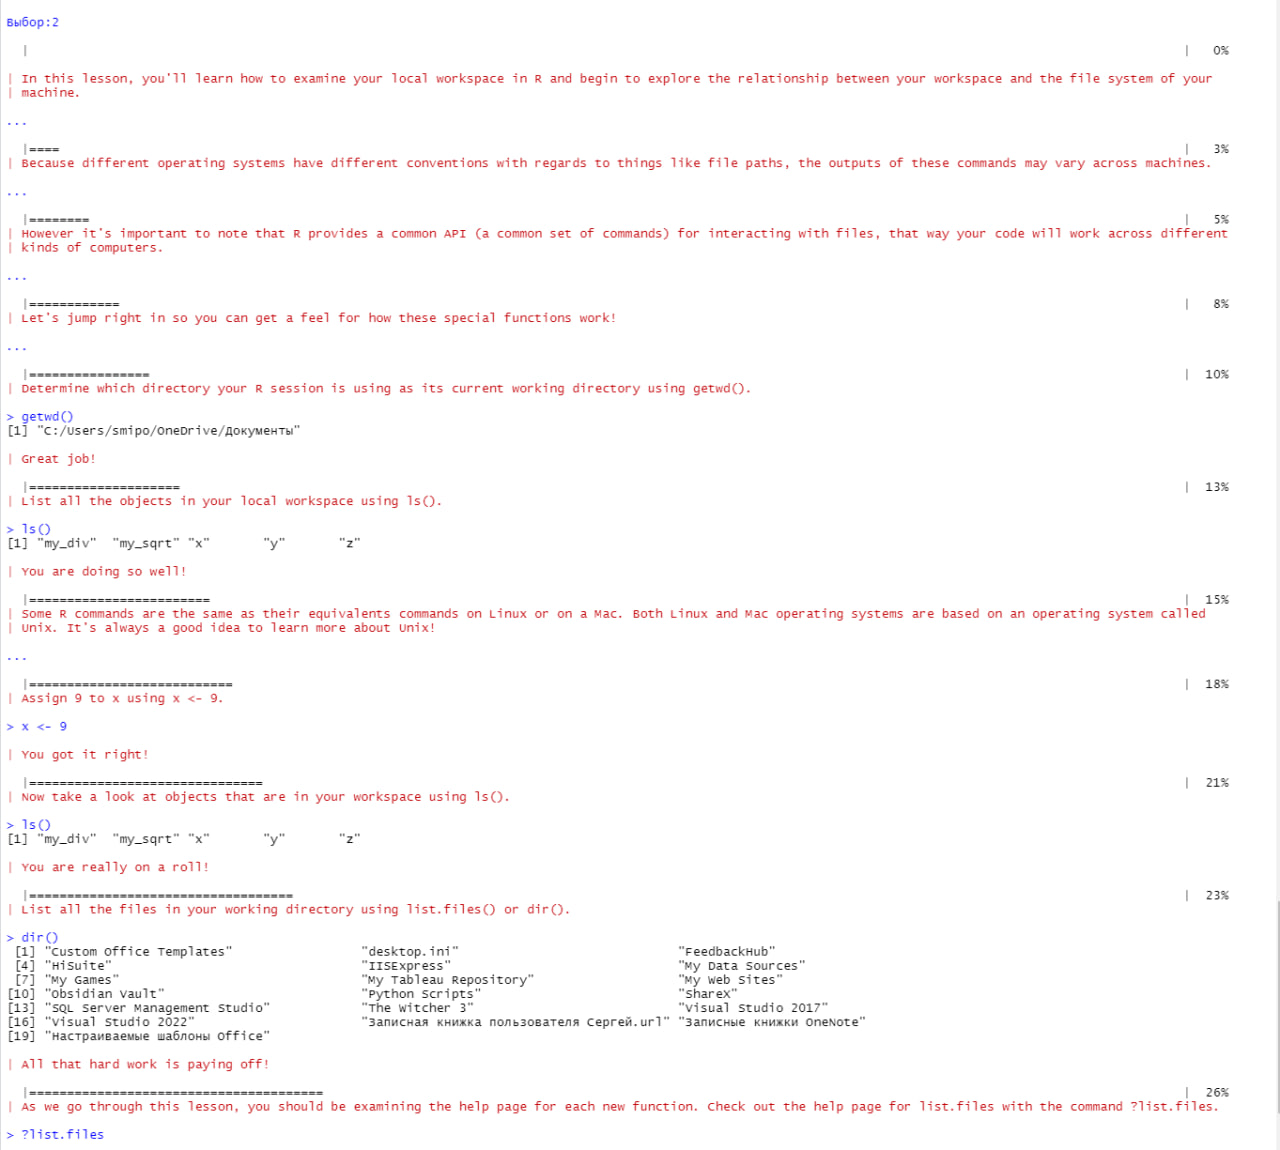 Выбор:2
| | 0%
| In this lesson, you'll learn how to examine your local workspace in R and begin to explore the relationship between your workspace and the file system of your
| machine.
...
|==== | 3%
| Because different operating systems have different conventions with regards to things like file paths, the outputs of these commands may vary across machines.
...
|======== | 5%
| However it's important to note that R provides a common API (a common set of commands) for interacting with files, that way your code will work across different
| kinds of computers.
...
|============ | 8%
| Let's jump right in so you can get a feel for how these special functions work!
...
|================ | 10%
| Determine which directory your R session is using as its current working directory using getwd().
> getwd()
[1] "C:/Users/smipo/OneDrive/Документы"
| Great job!
|==================== | 13%
| List all the objects in your local workspace using ls().
> ls()
[1] "my_div"  "my_sqrt" "x"       "y"       "z"
| You are doing so well!
|======================== | 15%
| Some R commands are the same as their equivalents commands on Linux or on a Mac. Both Linux and Mac operating systems are based on an operating system called
| Unix. It's always a good idea to learn more about Unix!
...
|=========================== | 18%
| Assign 9 to x using x <- 9.
> x <- 9
| You got it right!
|=============================== | 21%
| Now take a look at objects that are in your workspace using ls().
> ls()
[1] "my_div"  "my_sqrt" "x"       "y"       "z"
| You are really on a roll!
|=================================== | 23%
| List all the files in your working directory using list.files() or dir().
> dir()
[1] "Custom Office Templates" "desktop.ini" "FeedbackHub"
[4] "HiSuite" "IISExpress" "My Data Sources"
[7] "My Games" "My Tableau Repository" "My Web Sites"
[10] "Obsidian Vault" "Python Scripts" "ShareX"
[13] "SQL Server Management Studio" "The Witcher 3" "Visual Studio 2017"
[16] "Visual Studio 2022" "Записная книжка пользователя Сергей.url" "Записные книжки OneNote"
[19] "Настраиваемые шаблоны Office"
| All that hard work is paying off!
|======================================= | 26%
| As we go through this lesson, you should be examining the help page for each new function. Check out the help page for list.files with the command ?list.files.
> ?list.files